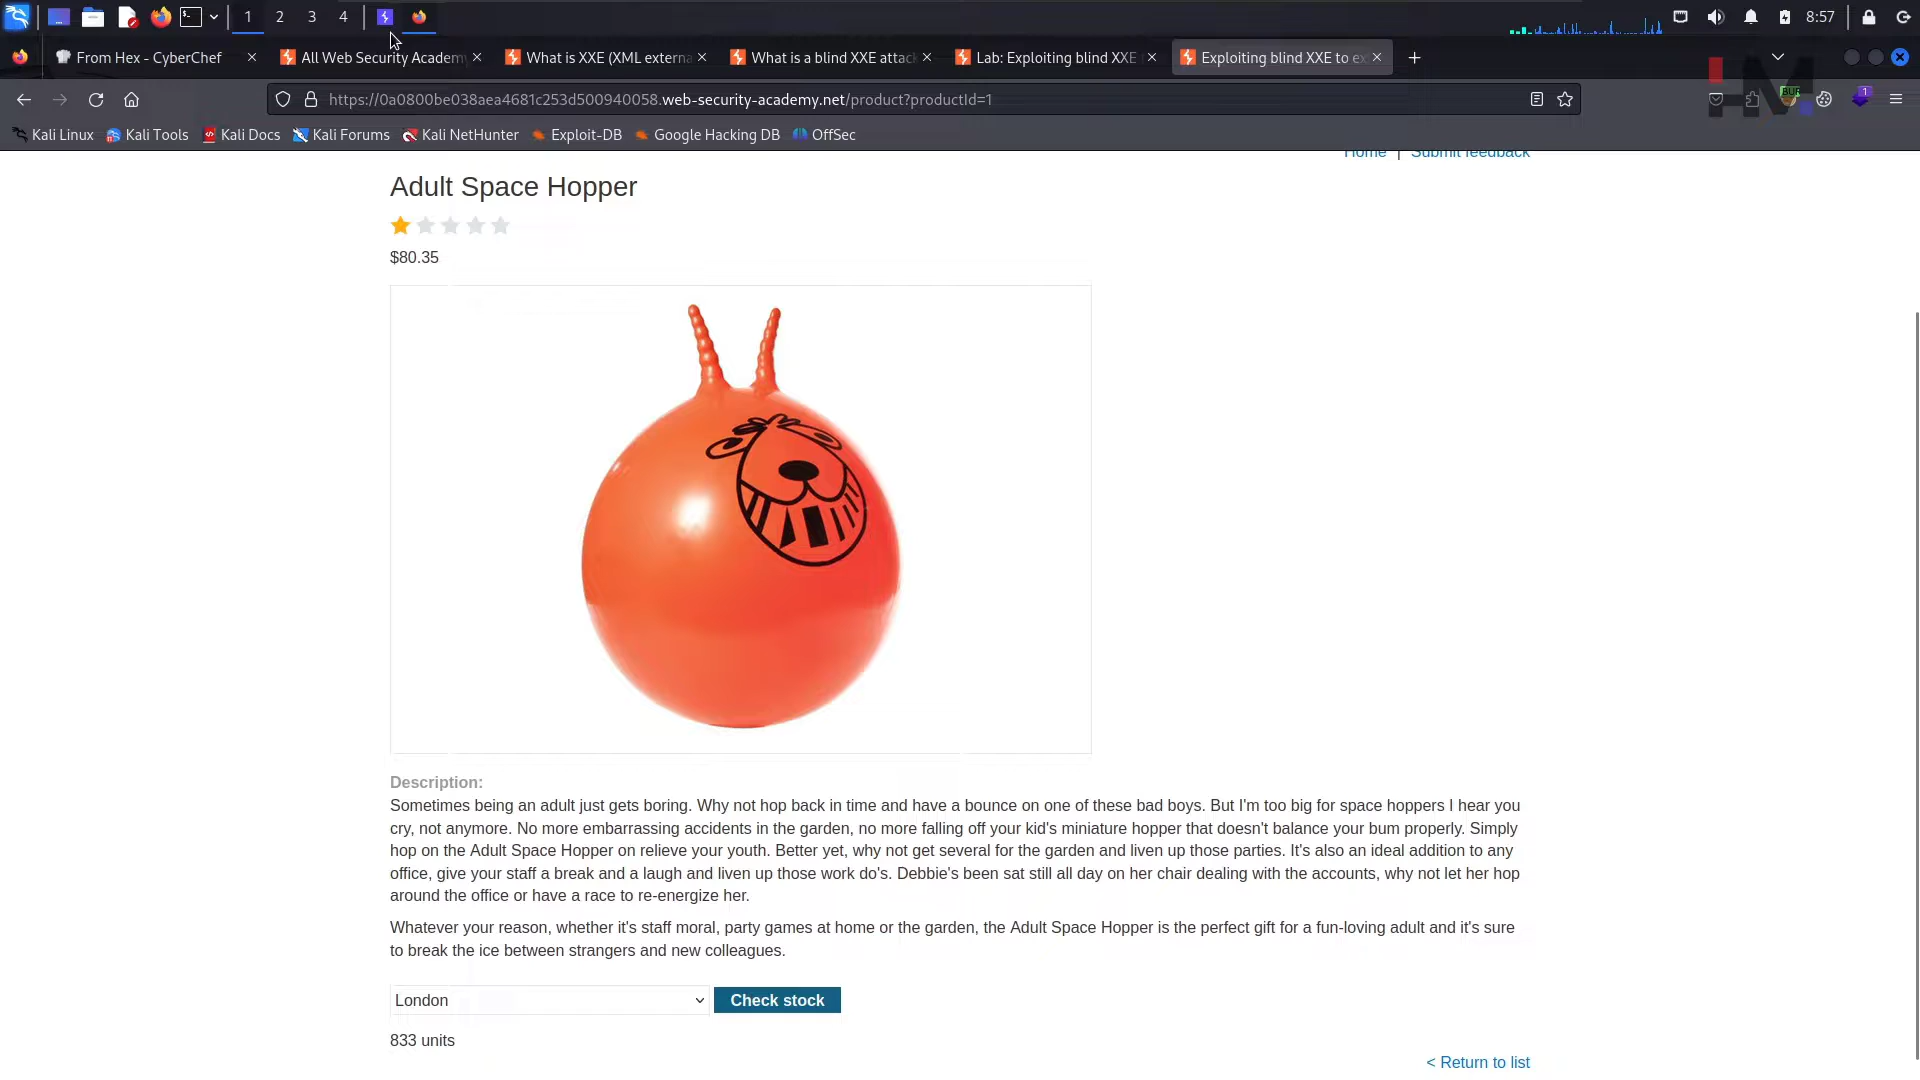 1 2 3 4 8:57
From Hex - CyberChef
All Web Security Academy
What is XXE (XML externa
What is a blind XXE attack
Lab: Exploiting blind XXE t
Exploiting blind XXE to ex
https://0a0800be038aea4681c253d500940058.web-security-academy.net/product?productId=1
BUR
1
Kali Linux Kali Tools Kali Docs Kali Forums Kali NetHunter Exploit-DB Google Hacking DB OffSec
Home | Submit feedback
Adult Space Hopper
$80.35
Description:
Sometimes being an adult just gets boring. Why not hop back in time and have a bounce on one of these bad boys. But I'm too big for space hoppers I hear you
cry, not anymore. No more embarrassing accidents in the garden, no more falling off your kid's miniature hopper that doesn't balance your bum properly. Simply
hop on the Adult Space Hopper on relieve your youth. Better yet, why not get several for the garden and liven up those parties. It's also an ideal addition to any
office, give your staff a break and a laugh and liven up those work do's. Debbie's been sat still all day on her chair dealing with the accounts, why not let her hop
around the office or have a race to re-energize her.
Whatever your reason, whether it's staff moral, party games at home or the garden, the Adult Space Hopper is the perfect gift for a fun-loving adult and it's sure
to break the ice between strangers and new colleagues.
London
Check stock
833 units
< Return to list